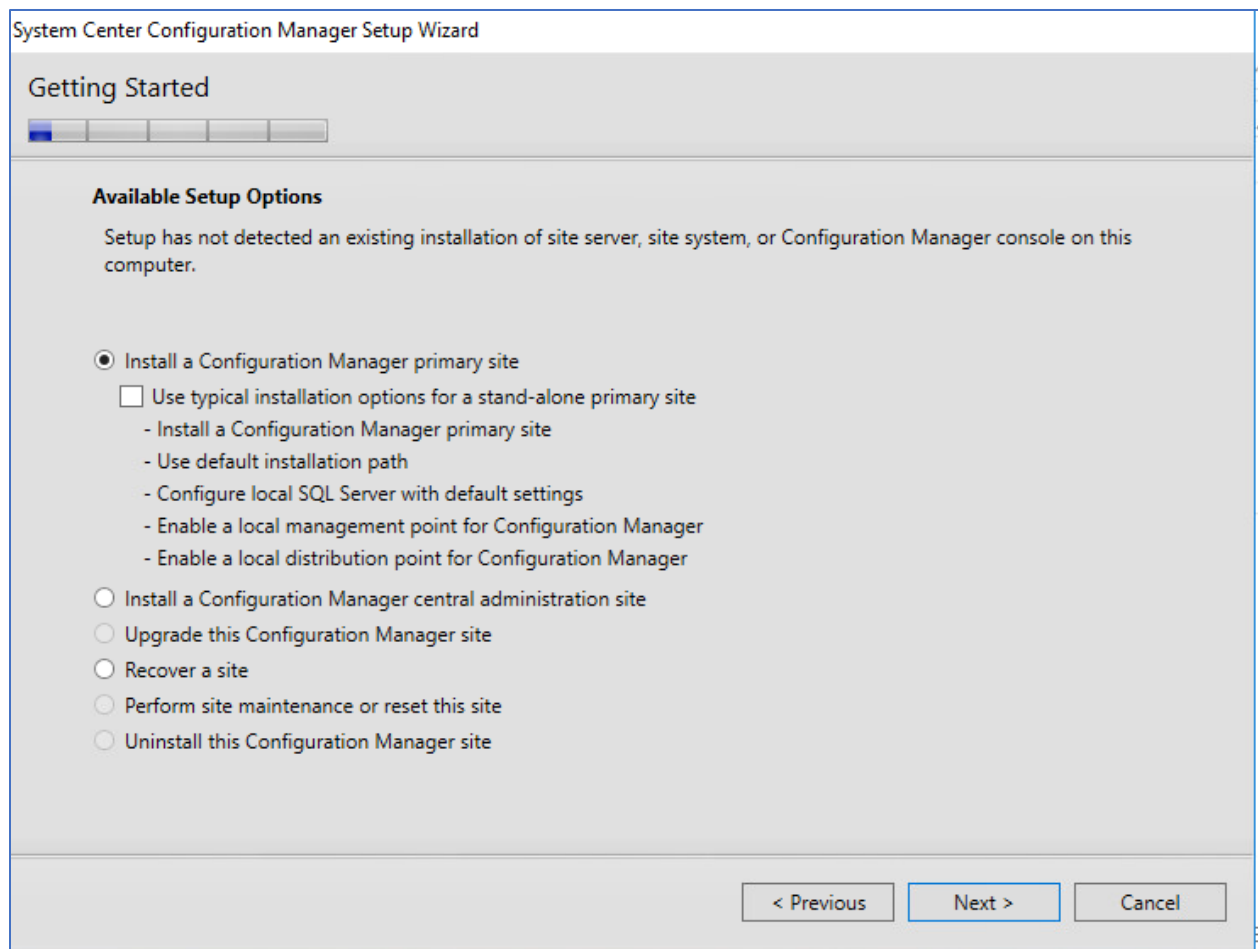 System Center Configuration Manager Setup Wizard
Getting Started
Available Setup Options
Setup has not detected an existing installation of site server, site system, or Configuration Manager console on this
computer.
Install a Configuration Manager primary site
Use typical installation options for a stand-alone primary site
- Install a Configuration Manager primary site
- Use default installation path
- Configure local SQL Server with default settings
- Enable a local management point for Configuration Manager
- Enable a local distribution point for Configuration Manager
Install a Configuration Manager central administration site
Upgrade this Configuration Manager site
Recover a site
Perform site maintenance or reset this site
Uninstall this Configuration Manager site
< Previous Next > Cancel